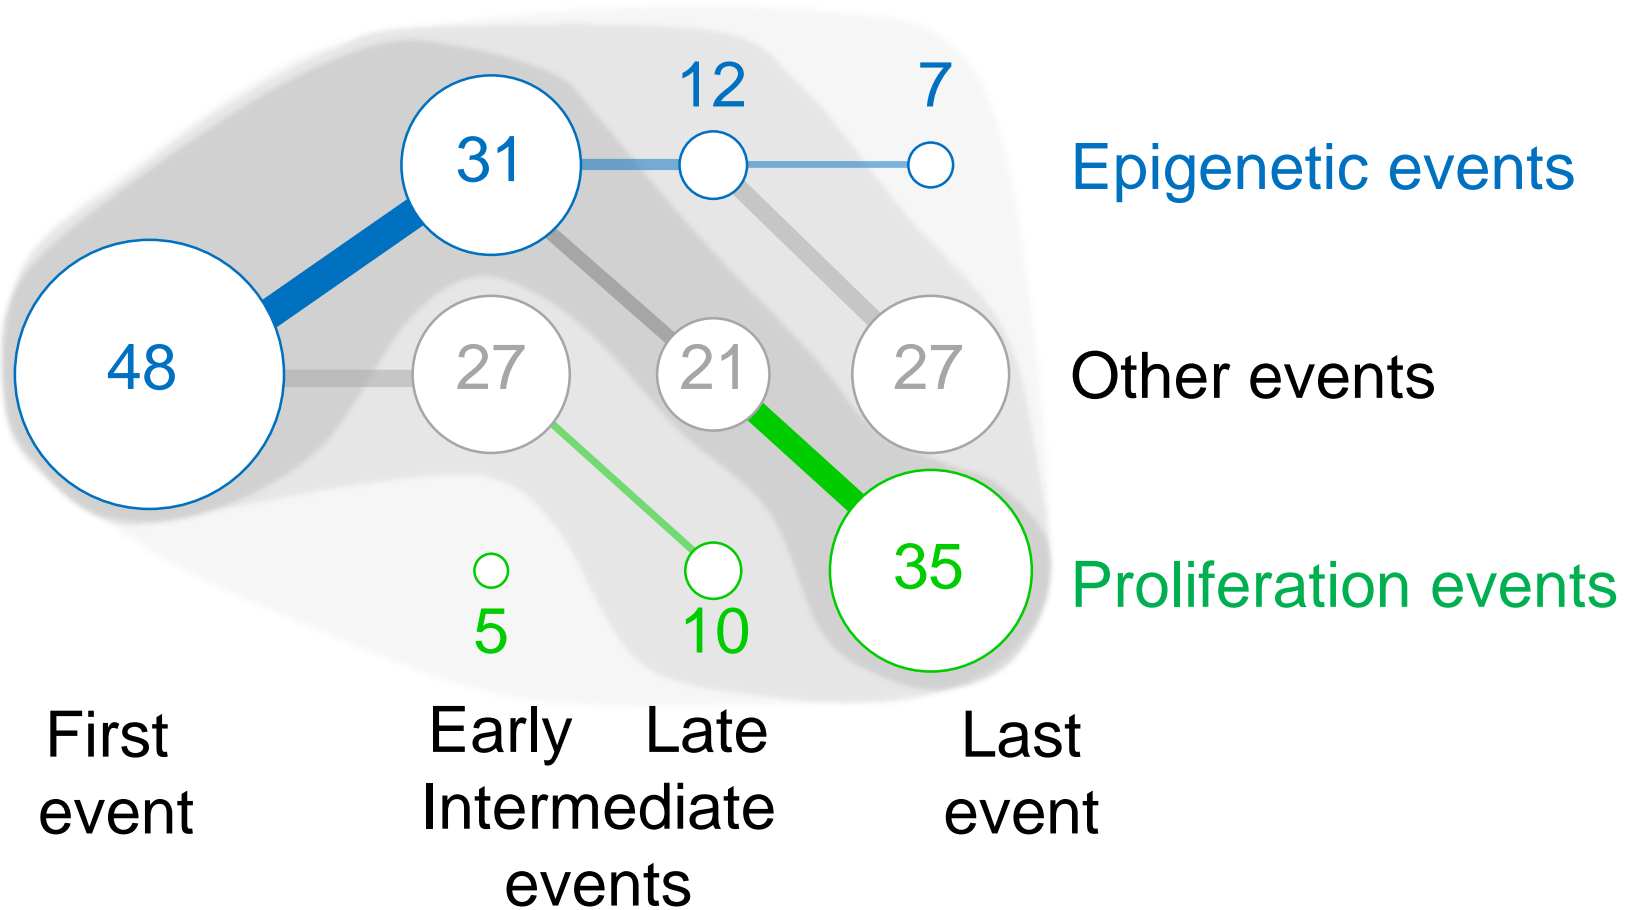 12
7
31
Epigenetic events
48
27
21
27
Other events
35
Proliferation events
5
10
First
event
Early
Late
Intermediate
events
Last
event